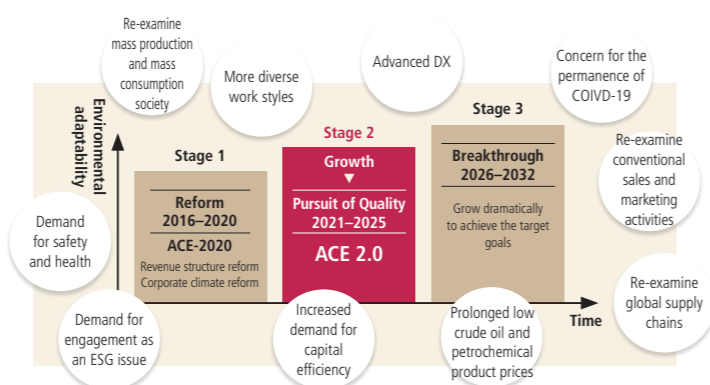 Re-examine
mass production
and mass
consumption
society
More diverse
work styles
Advanced DX
Concern for the
permanence of
COIVD-19
Environmental
adaptability
Stage 1
Reform
2016–2020
ACE-2020
Revenue structure reform
Corporate climate reform
Stage 2
Growth
▼
Pursuit of Quality
2021–2025
ACE 2.0
Stage 3
Breakthrough
2026–2032
Grow dramatically
to achieve the target
goals
Re-examine
conventional
sales and
marketing
activities
Demand
for safety
and health
Re-examine
global supply
chains
Time
Demand for
engagement as
an ESG issue
Increased
demand for
capital
efficiency
Prolonged low
crude oil and
petrochemical
product prices